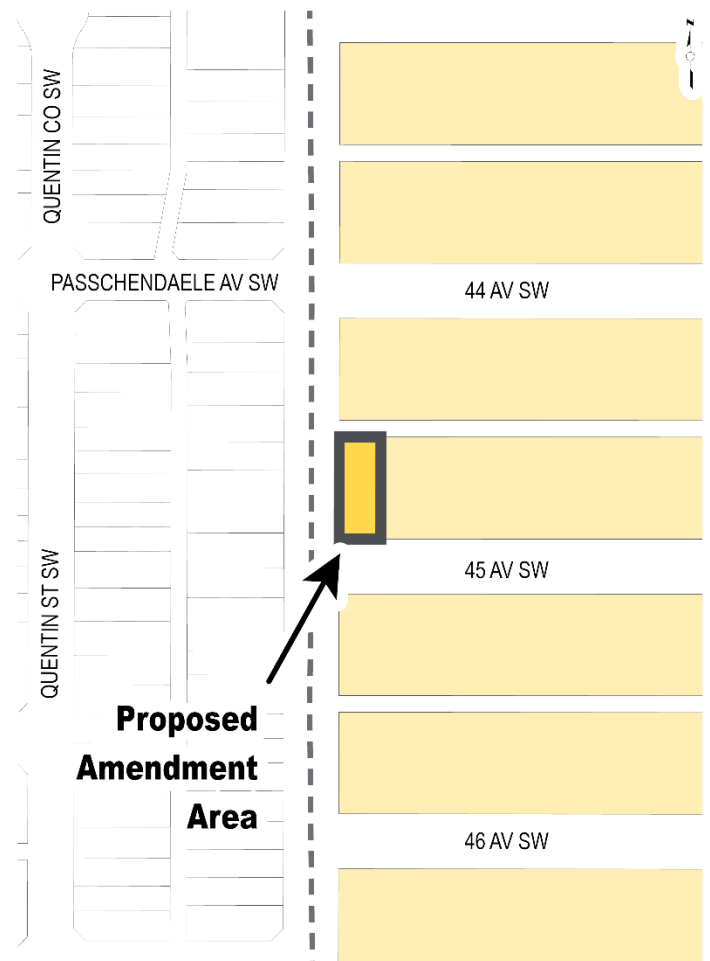 N
QUENTIN CO SW
PASSCHENDAELE AV SW
44 AV SW
45 AV SW
QUENTIN ST SW
Proposed
Amendment
Area
46 AV SW